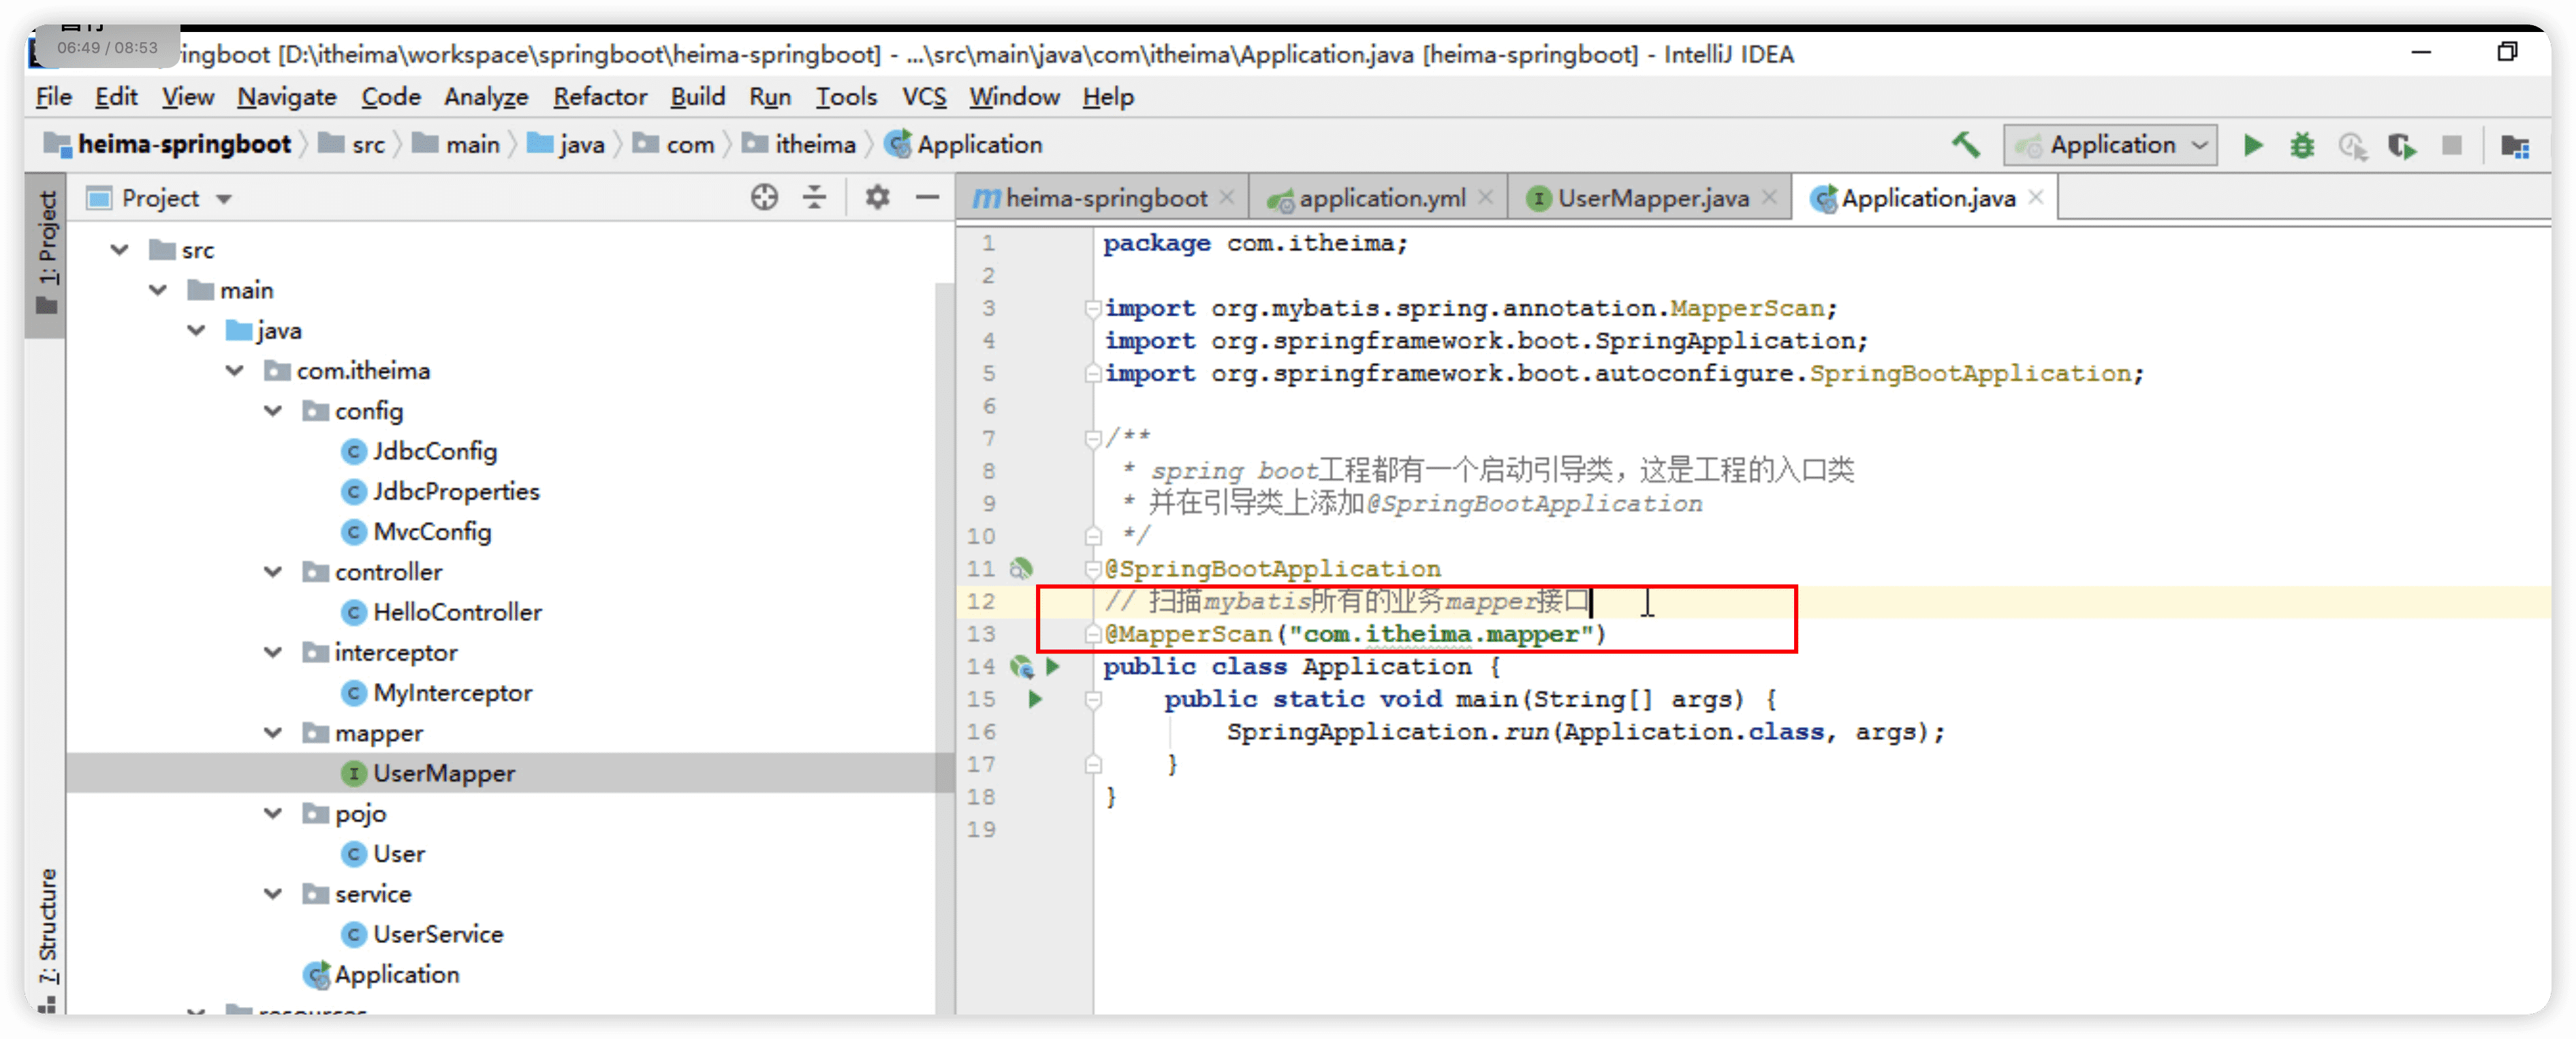 06:49 / 08:53
ringboot [D:\itheima\workspace\springboot\heima-springboot] - ...\src\main\java\com\itheima\Application.java [heima-springboot] - IntelliJ IDEA
File Edit View Navigate Code Analyze Refactor Build Run Tools VCS Window Help
heima-springboot src main java com itheima Application
Application
1: Project
Project
heima-springboot application.yml UserMapper.java Application.java
src
main
java
com.itheima
config
JdbcConfig
JdbcProperties
MvcConfig
controller
HelloController
interceptor
MyInterceptor
mapper
UserMapper
pojo
User
service
UserService
Application
resources
7: Structure
1 package com.itheima;
2
3 import org.mybatis.spring.annotation.MapperScan;
4 import org.springframework.boot.SpringApplication;
5 import org.springframework.boot.autoconfigure.SpringBootApplication;
6
7 /**
8 * spring boot工程都有一个启动引导类，这是工程的入口类
9 * 并在引导类上添加@SpringBootApplication
10 */
11 @SpringBootApplication
12 // 扫描mybatis所有的业务mapper接口
13 @MapperScan("com.itheima.mapper")
14 public class Application {
15 public static void main(String[] args) {
16 SpringApplication.run(Application.class, args);
17 }
18 }
19